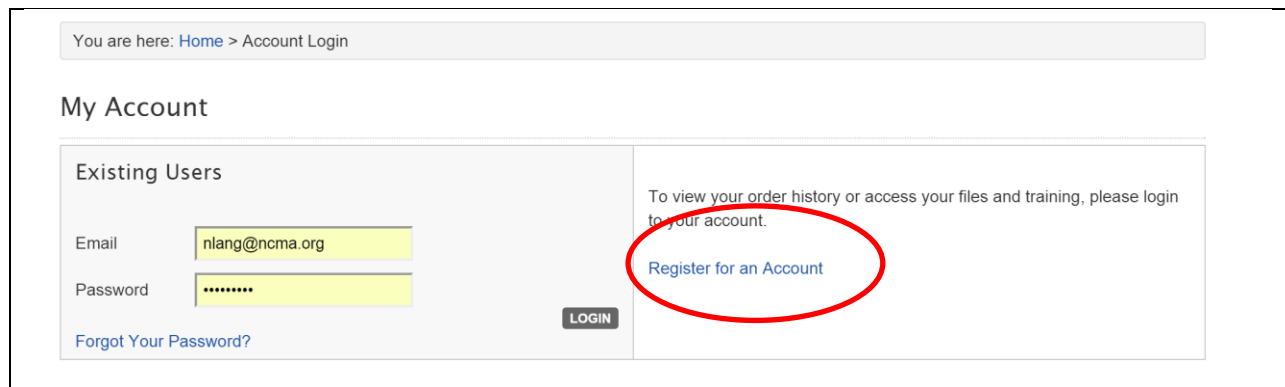 You are here: Home > Account Login
My Account
Existing Users
Email nlang@ncma.org
Password •••••••••
LOGIN
Forgot Your Password?
To view your order history or access your files and training, please login
to your account.
Register for an Account